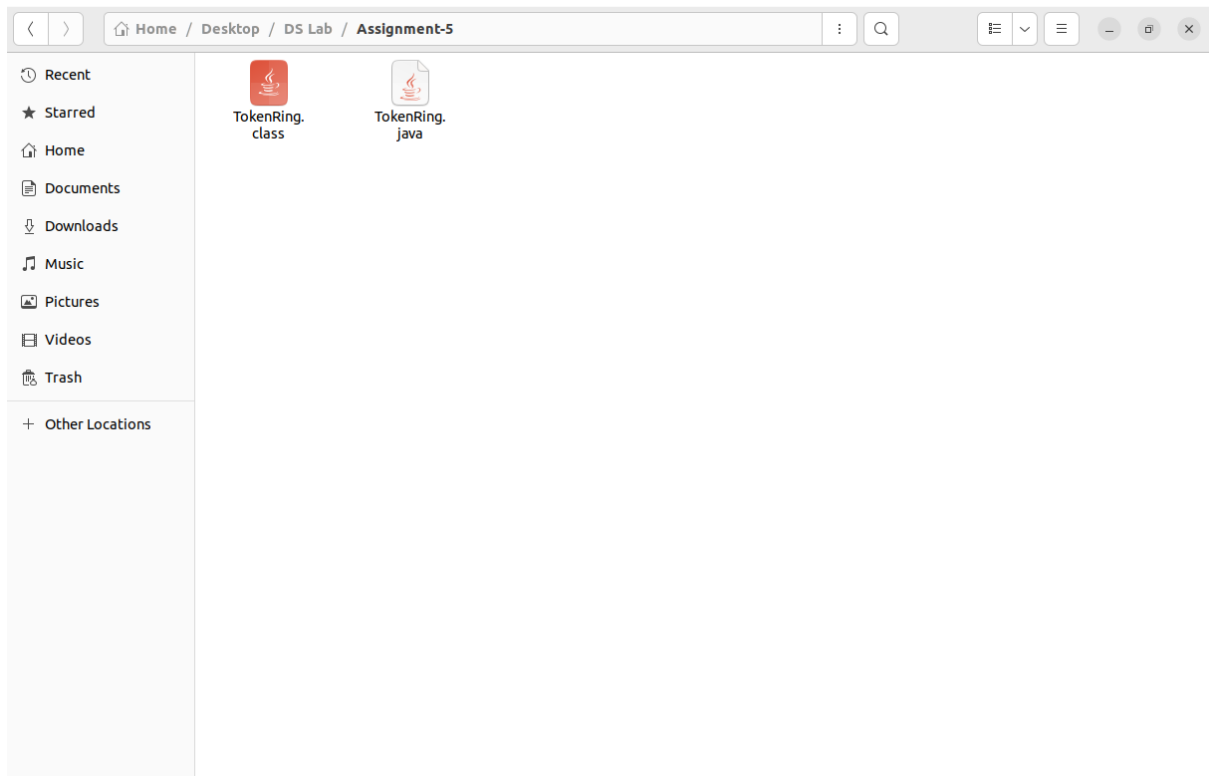 Home / Desktop / DS Lab / Assignment-5
Recent
Starred
Home
Documents
Downloads
Music
Pictures
Videos
Trash
+ Other Locations
TokenRing.
class
TokenRing.
java